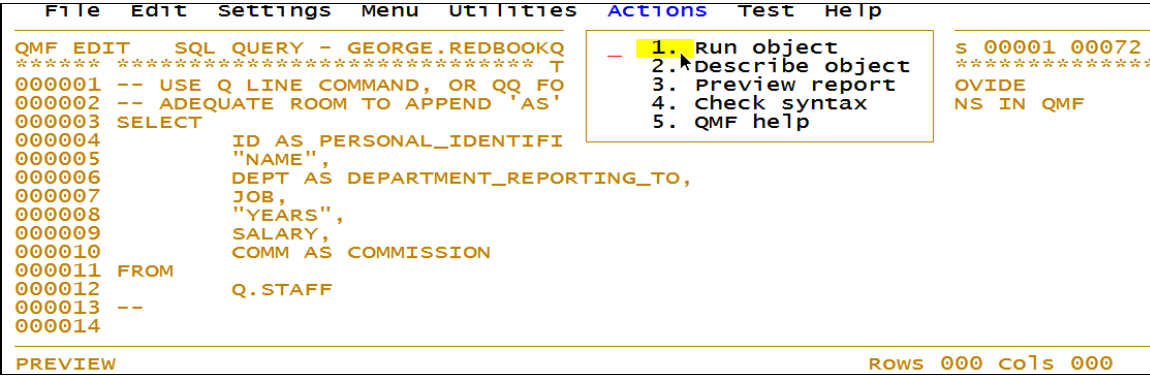 File Edit Settings Menu Utilities Actions Test Help
QMF EDIT SQL QUERY - GEORGE.REDBOOKQ _ 1. Run object s 00001 00072
****** ***************************** T 2. Describe object **************
000001 -- USE Q LINE COMMAND, OR QQ FO 3. Preview report OVIDE
000002 -- ADEQUATE ROOM TO APPEND 'AS' 4. Check syntax NS IN QMF
000003 SELECT 5. QMF help
000004 ID AS PERSONAL_IDENTIFI
000005 "NAME",
000006 DEPT AS DEPARTMENT_REPORTING_TO,
000007 JOB,
000008 "YEARS",
000009 SALARY,
000010 COMM AS COMMISSION
000011 FROM
000012 Q.STAFF
000013 --
000014
PREVIEW Rows 000 Cols 000